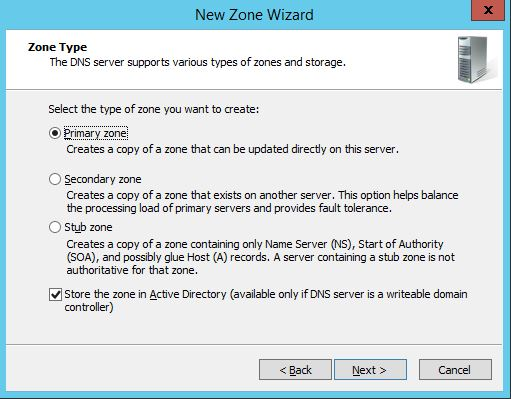 New Zone Wizard
x
Zone Type
The DNS server supports various types of zones and storage.
Select the type of zone you want to create:
Primary zone
Creates a copy of a zone that can be updated directly on this server.
Secondary zone
Creates a copy of a zone that exists on another server. This option helps balance
the processing load of primary servers and provides fault tolerance.
Stub zone
Creates a copy of a zone containing only Name Server (NS), Start of Authority
(SOA), and possibly glue Host (A) records. A server containing a stub zone is not
authoritative for that zone.
Store the zone in Active Directory (available only if DNS server is a writeable domain
controller)
< Back
Next >
Cancel